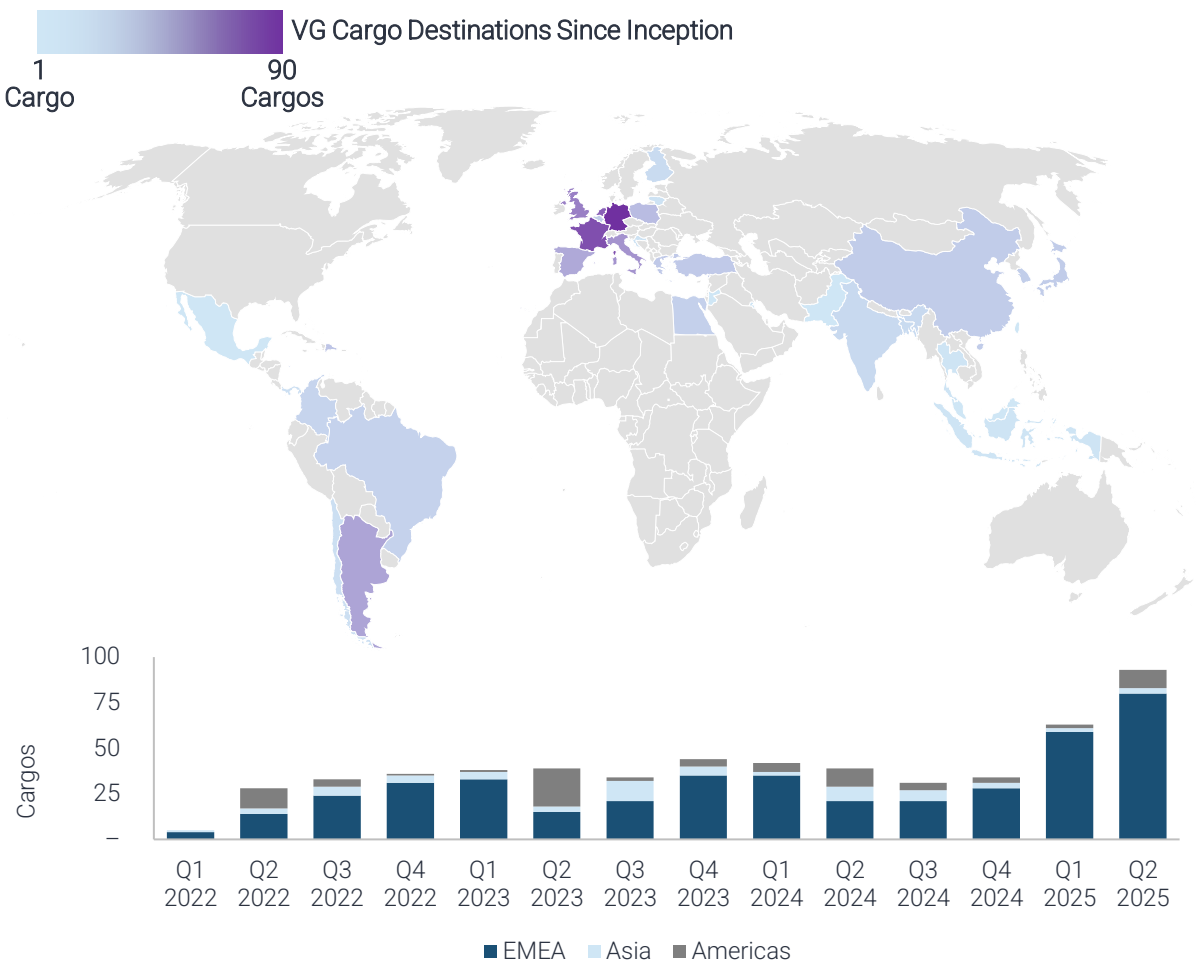 VG Cargo Destinations Since Inception
1
Cargo
90
Cargos
100
75
50
25
–
Cargos
Q1
2022
Q2
2022
Q3
2022
Q4
2022
Q1
2023
Q2
2023
Q3
2023
Q4
2023
Q1
2024
Q2
2024
Q3
2024
Q4
2024
Q1
2025
Q2
2025
EMEA
Asia
Americas